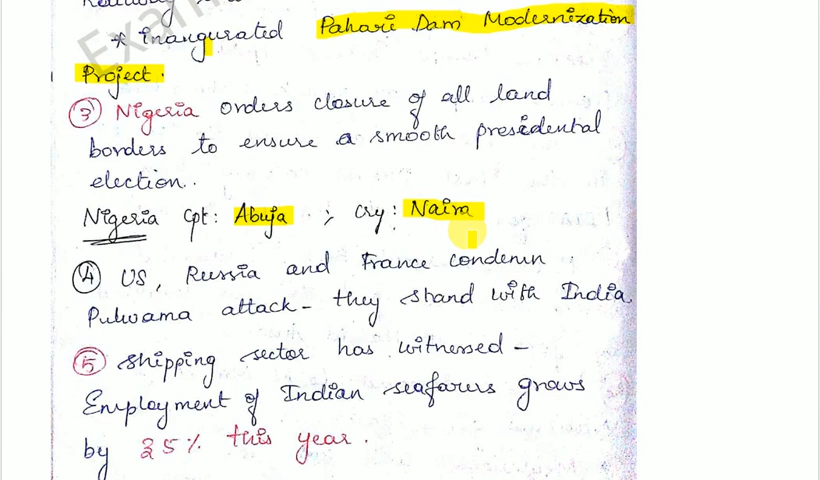 * inaugurated Pahari Dam Modernization
Project.
③ Nigeria orders closure of all land
borders to ensure a smooth presidental
election.
Nigeria Cpt: Abuja ; Cry: Naira
④ US, Russia and France condemn
Pulwama attack - they stand with India.
⑤ Shipping sector has witnessed -
Employment of Indian seafarers grows
by 35% this year.